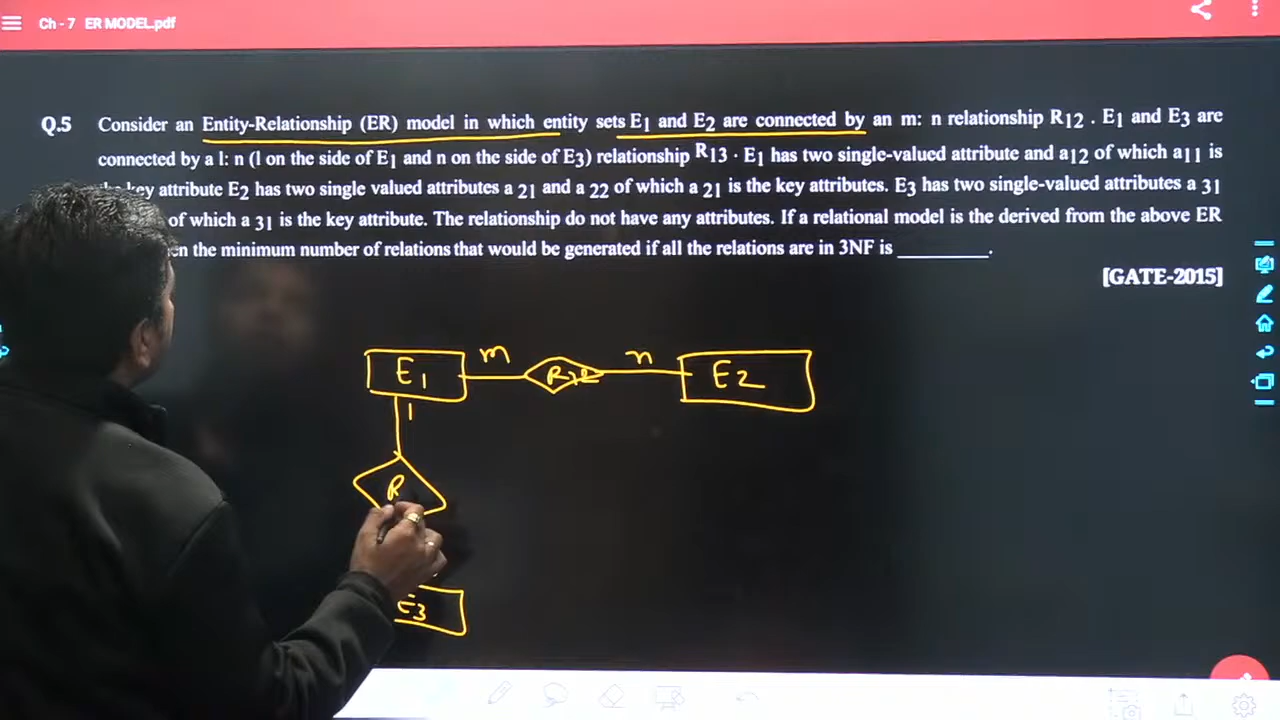 Ch - 7 ER MODEL.pdf
Q.5 Consider an Entity-Relationship (ER) model in which entity sets E1 and E2 are connected by an m: n relationship R12 . E1 and E3 are
connected by a l: n (l on the side of E1 and n on the side of E3) relationship R13 · E1 has two single-valued attribute and a12 of which a11 is
key attribute E2 has two single valued attributes a 21 and a 22 of which a 21 is the key attributes. E3 has two single-valued attributes a 31
of which a 31 is the key attribute. The relationship do not have any attributes. If a relational model is the derived from the above ER
the minimum number of relations that would be generated if all the relations are in 3NF is ________.
[GATE-2015]
E1 m R12 n E2
1
R
E3